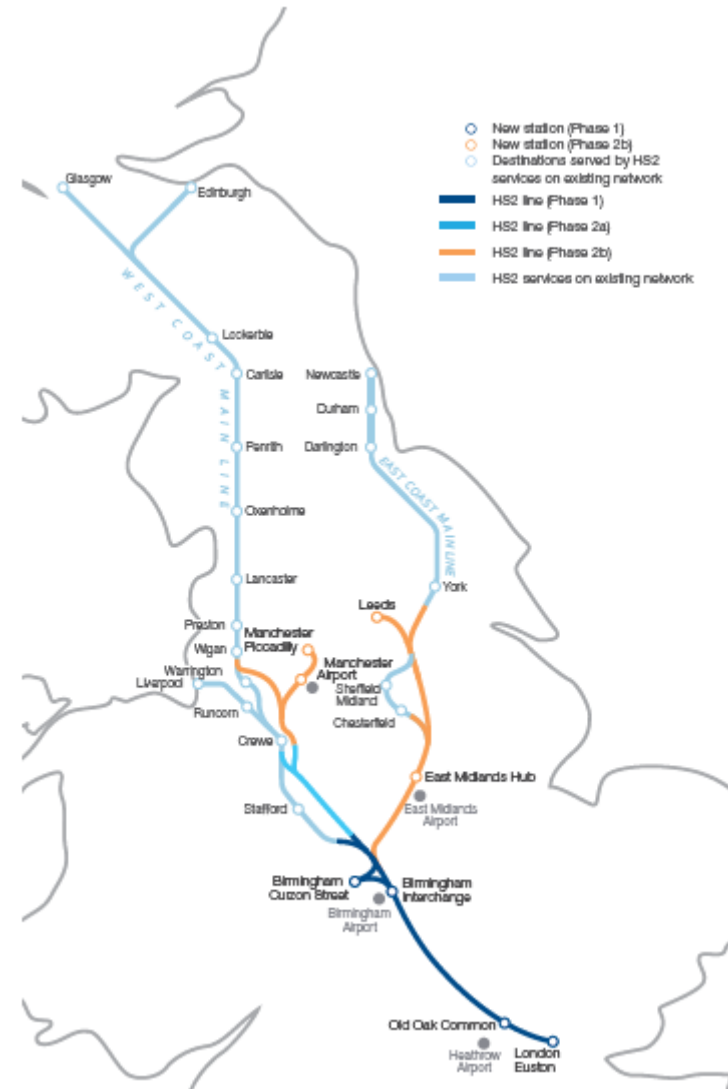 New station (Phase 1)
New station (Phase 2b)
Destinations served by HS2
services on existing network
HS2 line (Phase 1)
HS2 line (Phase 2a)
HS2 line (Phase 2b)
HS2 services on existing network
Glasgow
Edinburgh
WEST COAST MAIN LINE
Lockerbie
Carlisle
Newcastle
Durham
Penrith
Darlington
EAST COAST MAIN LINE
Oxenholme
Lancaster
York
Leeds
Preston
Manchester
Piccadilly
Wigan
Manchester
Airport
Warrington
Liverpool
Sheffield
Midland
Runcorn
Chesterfield
Crewe
East Midlands Hub
Stafford
East Midlands
Airport
Birmingham
Curzon Street
Birmingham
Interchange
Birmingham
Airport
Old Oak Common
Heathrow
Airport
London
Euston